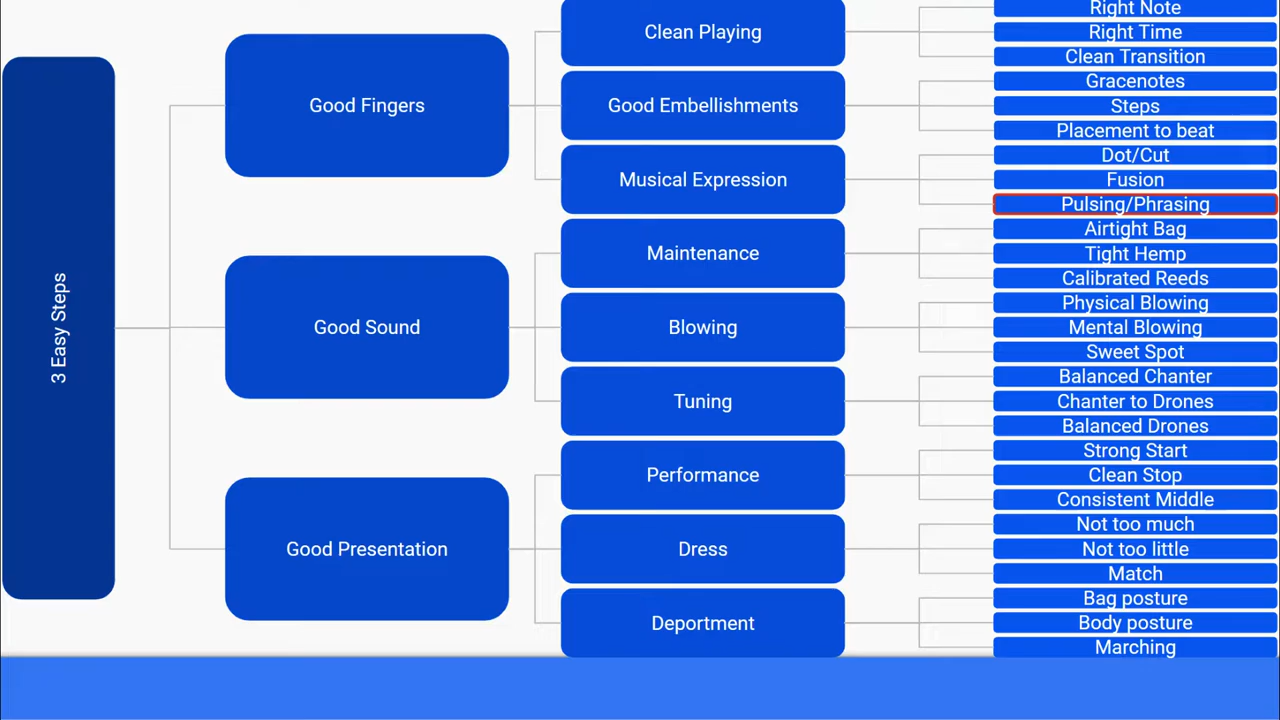 3 Easy Steps
Good Fingers
Good Sound
Good Presentation
Clean Playing
Good Embellishments
Musical Expression
Maintenance
Blowing
Tuning
Performance
Dress
Deportment
Right Note
Right Time
Clean Transition
Gracenotes
Steps
Placement to beat
Dot/Cut
Fusion
Pulsing/Phrasing
Airtight Bag
Tight Hemp
Calibrated Reeds
Physical Blowing
Mental Blowing
Sweet Spot
Balanced Chanter
Chanter to Drones
Balanced Drones
Strong Start
Clean Stop
Consistent Middle
Not too much
Not too little
Match
Bag posture
Body posture
Marching